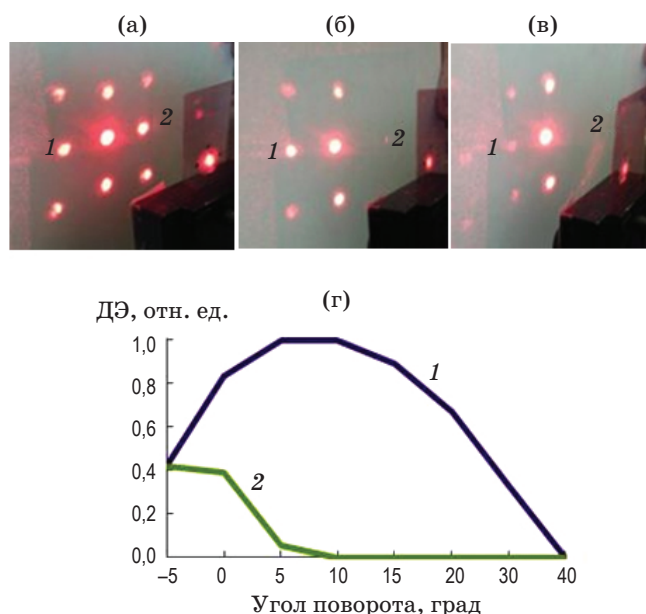 (а) (б) (в)
1 2 1 2 1 2
(г)
ДЭ, отн. ед.
1,0
0,8
0,6
0,4
0,2
0,0
1
2
–5 0 5 10 15 20 30 40
Угол поворота, град